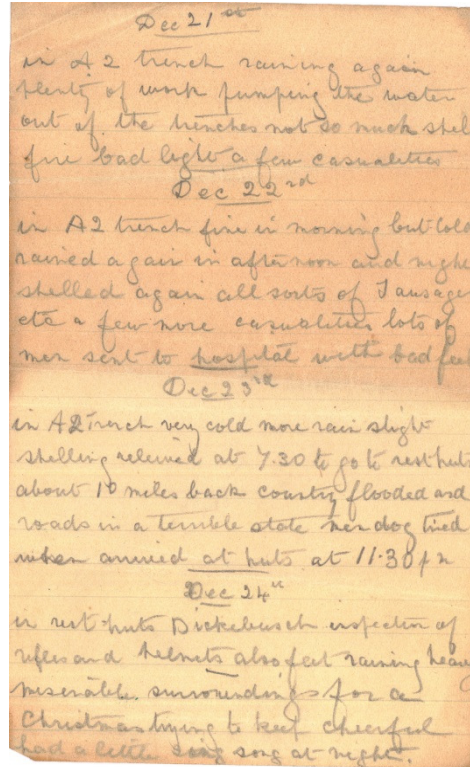 Dec 21st
in A2 trench raining again
plenty of work pumping the water
out of the trenches not so much shell
fire bad light a few casualities
Dec 22rd
in A2 trench fine in morning but cold
rained again in afternoon and night
shelled again all sorts of Sausages
etc a few more casualities lots of
men sent to hospital with bad feet
Dec 23rd
in A2 trench very cold more rain slight
shelling releived at 7.30 to go to rest huts
about 10 miles back country flooded and
roads in a terrible state men dog tired
when arrived at huts at 11.30 pm
Dec 24th
in rest huts Dickebusch inspection of
rifles and helmets also feet raining heavy
miserable surroundings for a
Christmas trying to keep cheerful
had a little sing song at night.